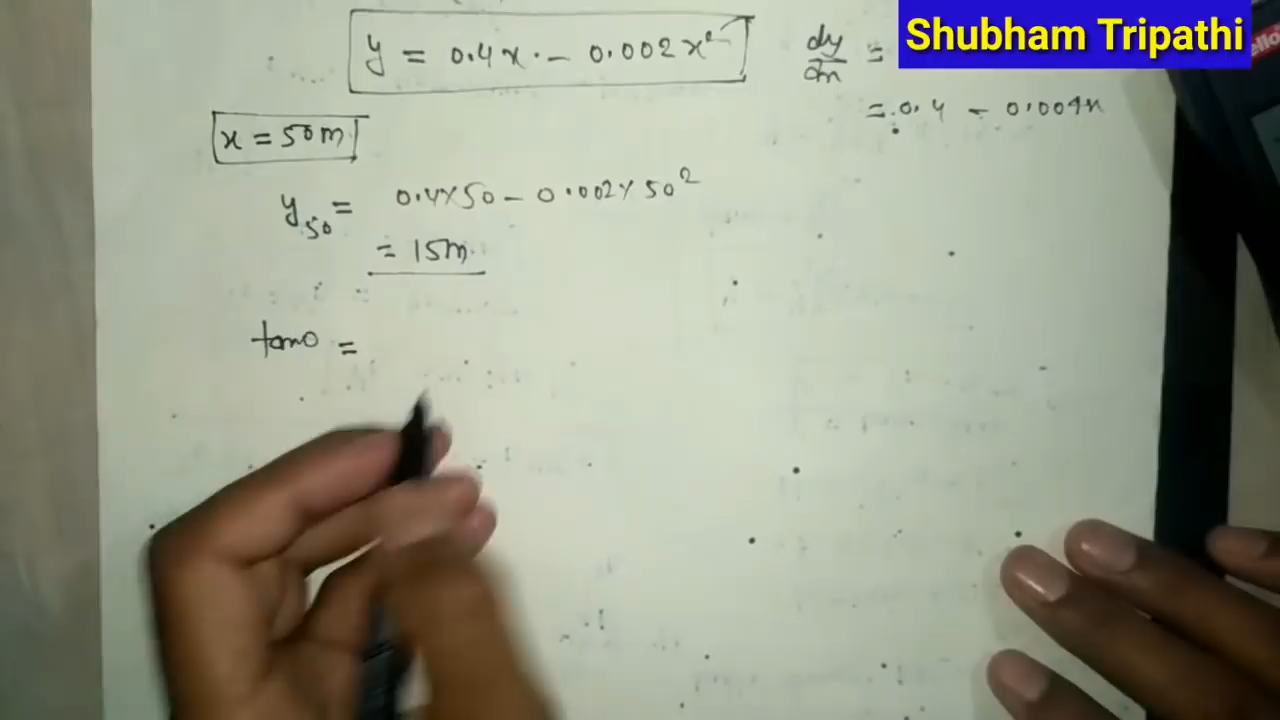 Shubham Tripathi
y = 0.4x - 0.002x²
dy/dx =
= 0.4 - 0.004x
x = 50m
y₅₀ = 0.4×50 - 0.002×50²
= 15m
tanθ =